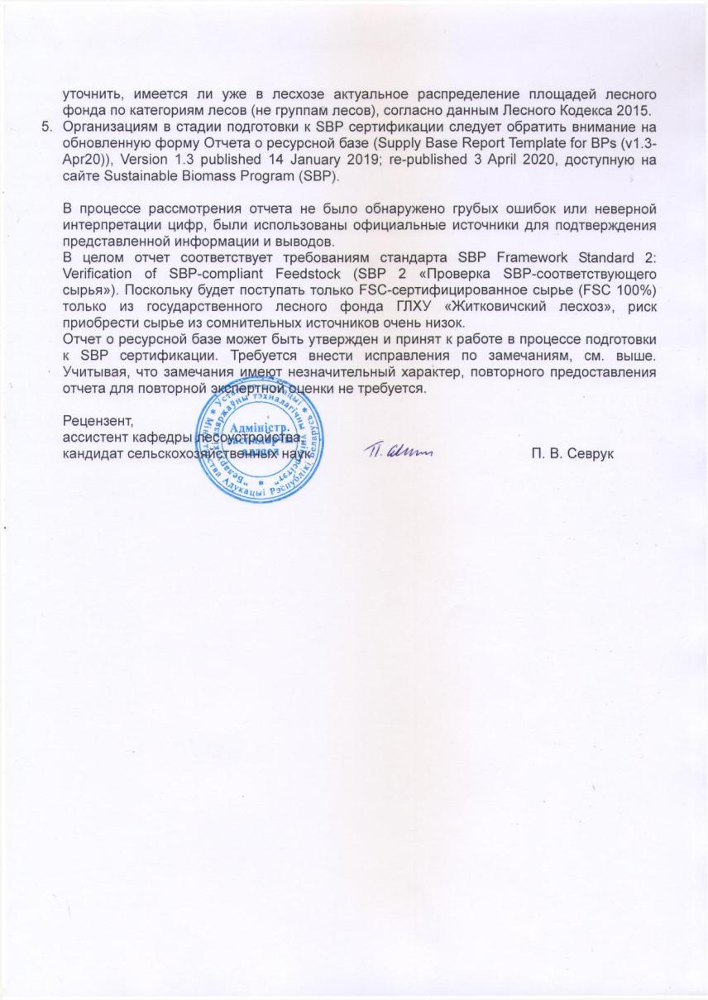 уточнить, имеется ли уже в лесхозе актуальное распределение площадей лесного
фонда по категориям лесов (не группам лесов), согласно данным Лесного Кодекса 2015.
5. Организациям в стадии подготовки к SBP сертификации следует обратить внимание на
обновленную форму Отчета о ресурсной базе (Supply Base Report Template for BPs (v1.3-
Apr20)), Version 1.3 published 14 January 2019; re-published 3 April 2020, доступную на
сайте Sustainable Biomass Program (SBP).
В процессе рассмотрения отчета не было обнаружено грубых ошибок или неверной
интерпретации цифр, были использованы официальные источники для подтверждения
представленной информации и выводов.
В целом отчет соответствует требованиям стандарта SBP Framework Standard 2:
Verification of SBP-compliant Feedstock (SBP 2 «Проверка SBP-соответствующего
сырья»). Поскольку будет поступать только FSC-сертифицированное сырье (FSC 100%)
только из государственного лесного фонда ГЛХУ «Житковичский лесхоз», риск
приобрести сырье из сомнительных источников очень низок.
Отчет о ресурсной базе может быть утвержден и принят к работе в процессе подготовки
к SBP сертификации. Требуется внести исправления по замечаниям, см. выше.
Учитывая, что замечания имеют незначительный характер, повторного предоставления
отчета для повторной экспертной оценки не требуется.
Рецензент,
ассистент кафедры лесоустройства,
кандидат сельскохозяйственных наук
П. В. Севрук
Адміністр.
адукацыі Рэспублікі Беларусь
тэхналагічны ўніверсітэт